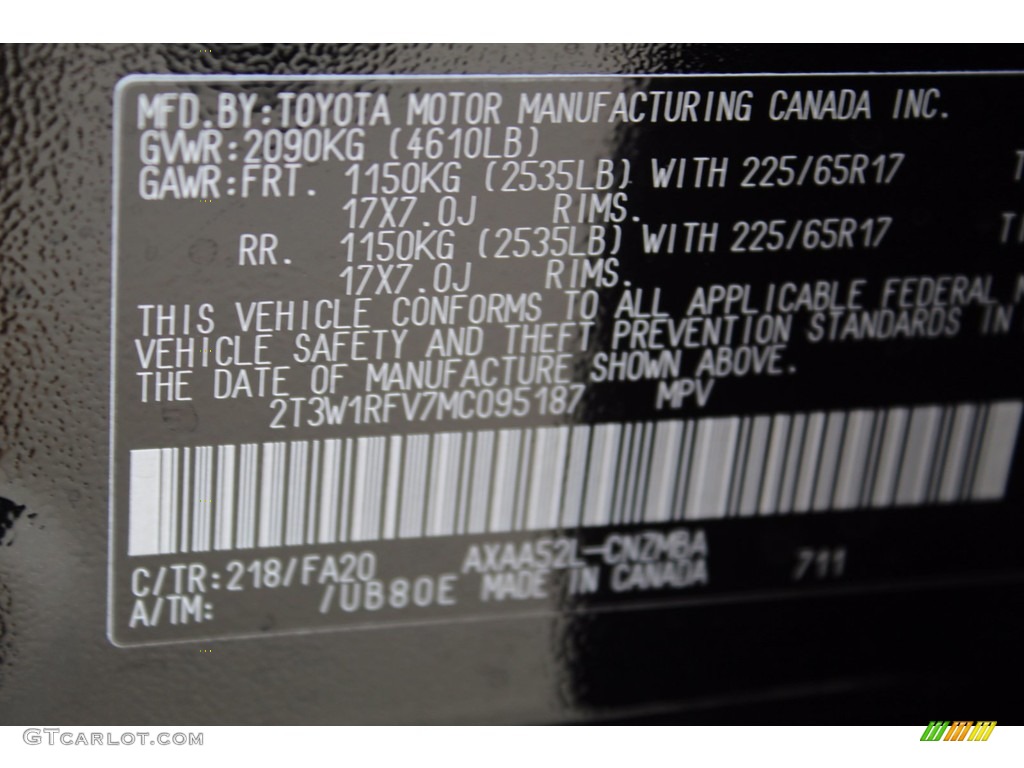 MFD.BY:TOYOTA MOTOR MANUFACTURING CANADA INC.
GVWR:2090KG (4610LB)
GAWR:FRT. 1150KG (2535LB) WITH 225/65R17
17X7.0J RIMS.
RR. 1150KG (2535LB) WITH 225/65R17
17X7.0J RIMS.
THIS VEHICLE CONFORMS TO ALL APPLICABLE FEDERAL
VEHICLE SAFETY AND THEFT PREVENTION STANDARDS IN
THE DATE OF MANUFACTURE SHOWN ABOVE.
2T3W1RFV7MC095187 MPV
C/TR:218/FA20 AXAA52L-CNZMBA 711
A/TM: /UB80E MADE IN CANADA
GTcarlot.com